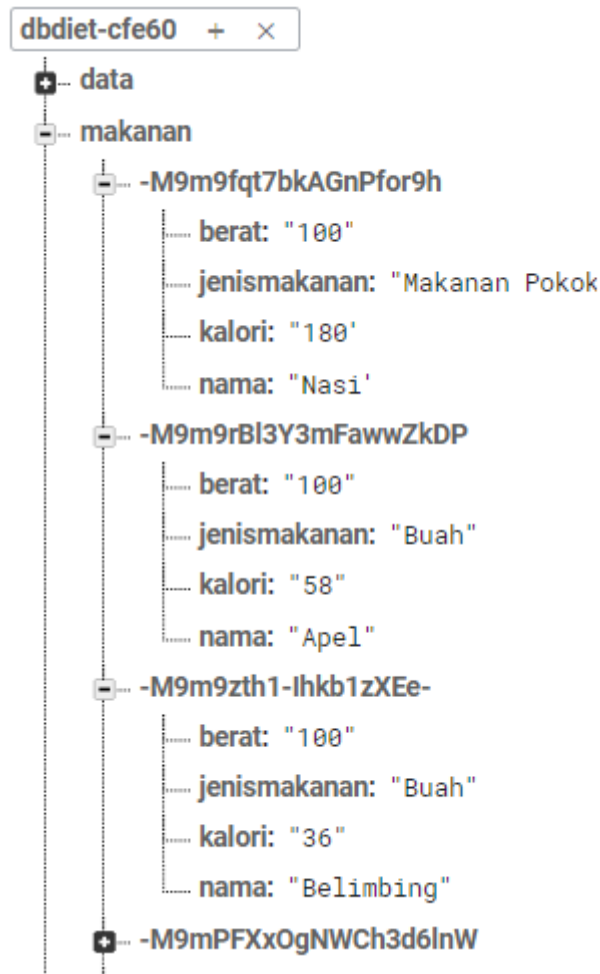 dbdiet-cfe60 + ×
data
makanan
-M9m9fqt7bkAGnPfor9h
berat: "100"
jenismakanan: "Makanan Pokok
kalori: "180'
nama: "Nasi'
-M9m9rBl3Y3mFawwZkDP
berat: "100"
jenismakanan: "Buah"
kalori: "58"
nama: "Apel"
-M9m9zth1-Ihkb1zXEe-
berat: "100"
jenismakanan: "Buah"
kalori: "36"
nama: "Belimbing"
-M9mPFXxOgNWCh3d6lnW